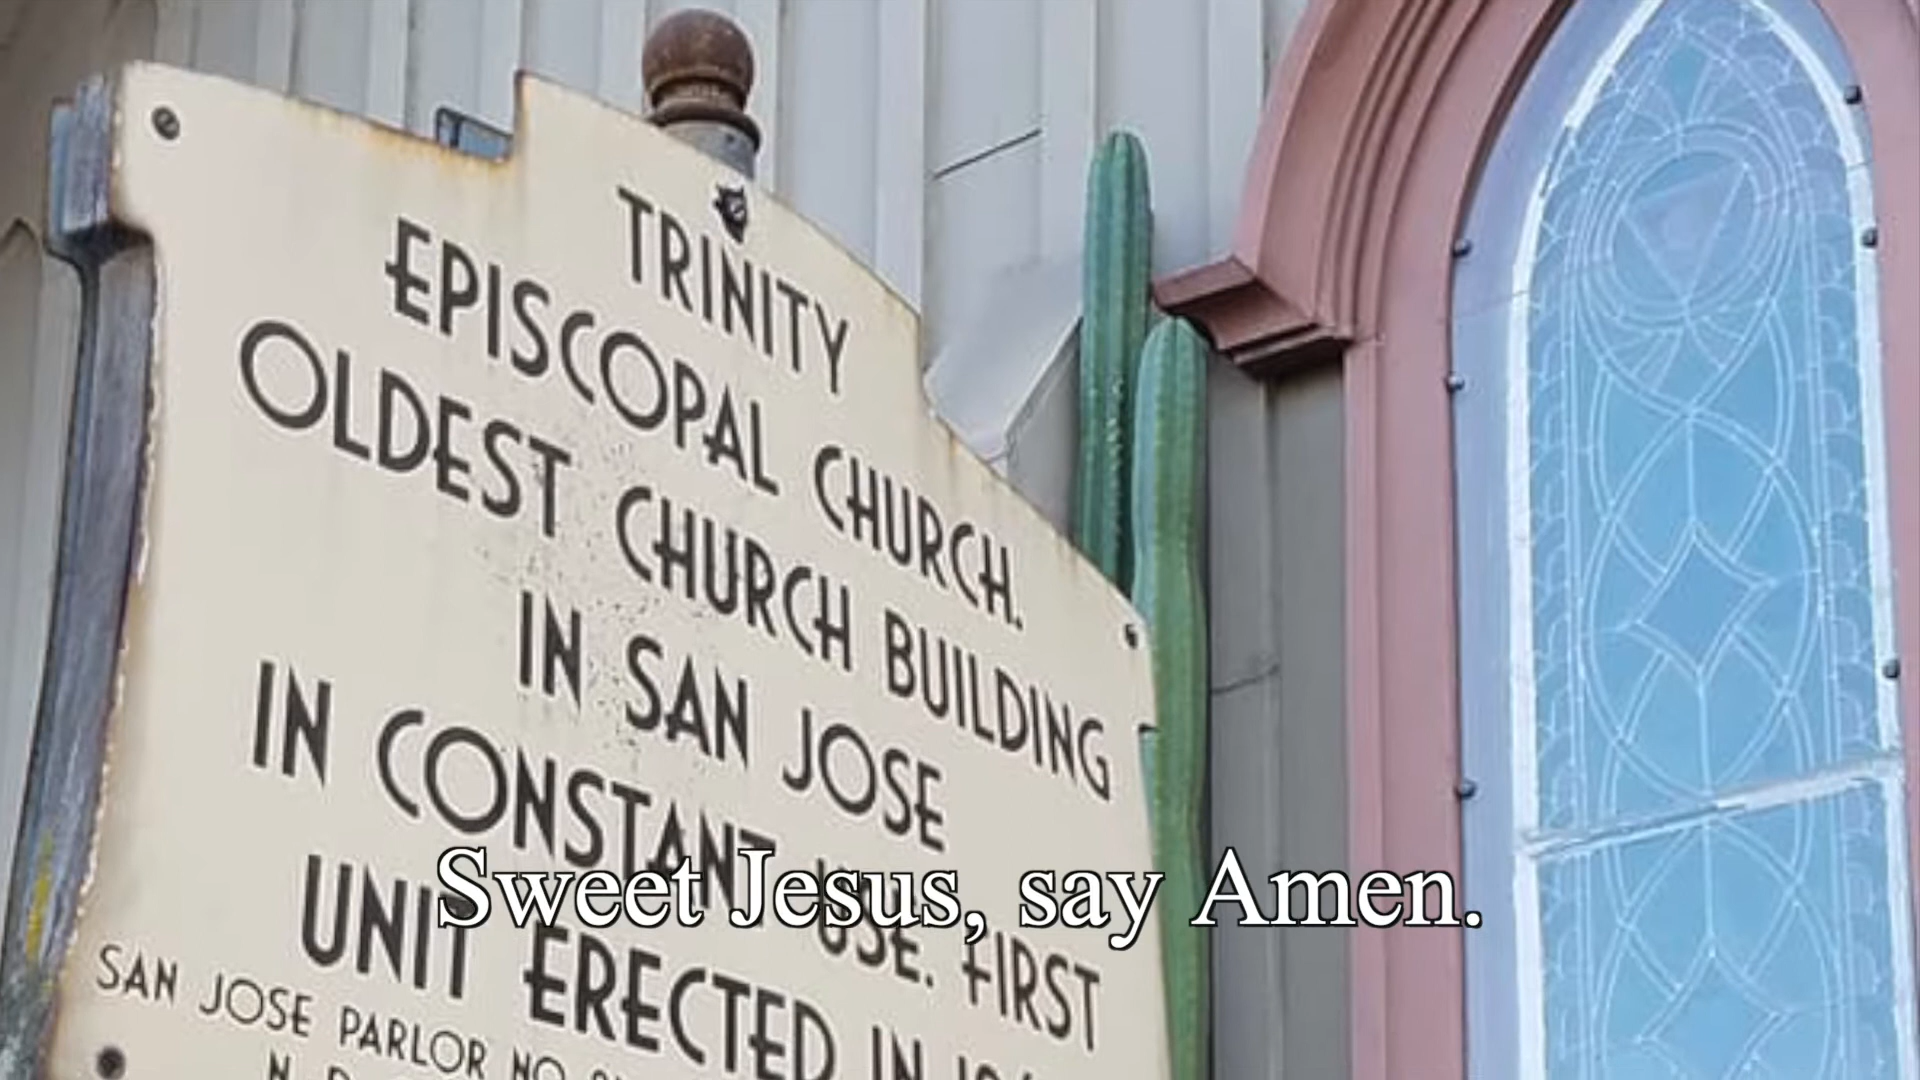 TRINITY
EPISCOPAL CHURCH.
OLDEST CHURCH BUILDING
IN SAN JOSE
IN CONSTANT USE. FIRST
UNIT ERECTED IN
SAN JOSE PARLOR NO.
Sweet Jesus, say Amen.